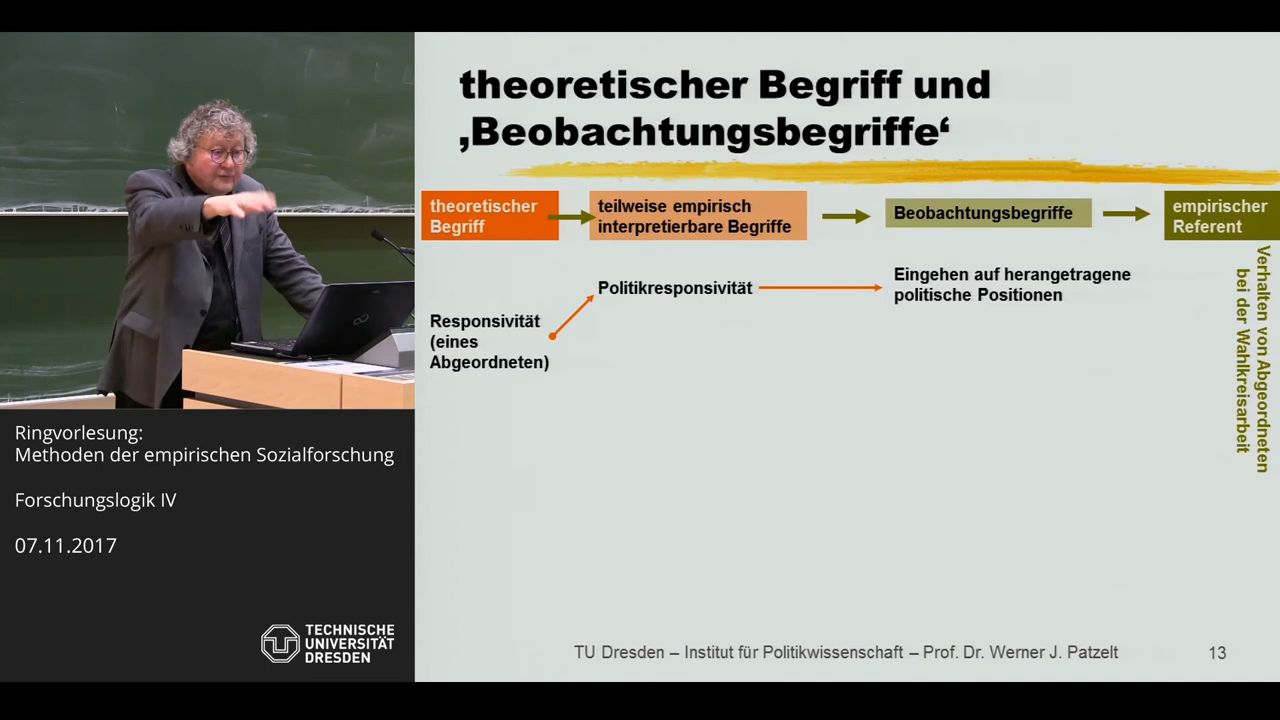 theoretischer Begriff und
‚Beobachtungsbegriffe‘
theoretischer
Begriff
teilweise empirisch
interpretierbare Begriffe
Beobachtungsbegriffe
empirischer
Referent
Politikresponsivität
Eingehen auf herangetragene
politische Positionen
Responsivität
(eines
Abgeordneten)
Verhalten von Abgeordneten
bei der Wahlkreisarbeit
Ringvorlesung:
Methoden der empirischen Sozialforschung
Forschungslogik IV
07.11.2017
TECHNISCHE
UNIVERSITÄT
DRESDEN
TU Dresden – Institut für Politikwissenschaft – Prof. Dr. Werner J. Patzelt
13